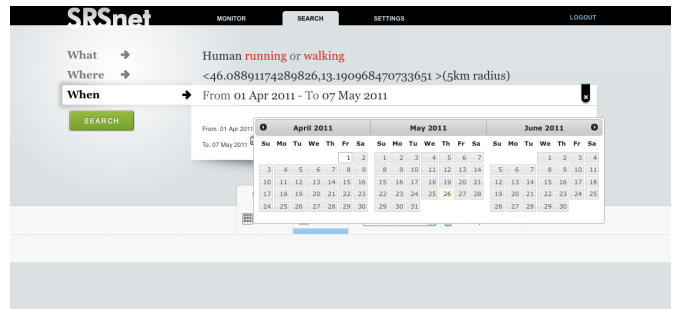 SRSnet
MONITOR SEARCH SETTINGS LOGOUT
What
Where
When
SEARCH
Human running or walking
<46.08891174289826,13.190968470733651 >(5km radius)
From 01 Apr 2011 - To 07 May 2011
x
From: 01 Apr 2011
To: 07 May 2011
April 2011
Su Mo Tu We Th Fr Sa
1 2
3 4 5 6 7 8 9
10 11 12 13 14 15 16
17 18 19 20 21 22 23
24 25 26 27 28 29 30
May 2011
Su Mo Tu We Th Fr Sa
1 2 3 4 5 6 7
8 9 10 11 12 13 14
15 16 17 18 19 20 21
22 23 24 25 26 27 28
29 30 31
June 2011
Su Mo Tu We Th Fr Sa
1 2 3 4
5 6 7 8 9 10 11
12 13 14 15 16 17 18
19 20 21 22 23 24 25
26 27 28 29 30